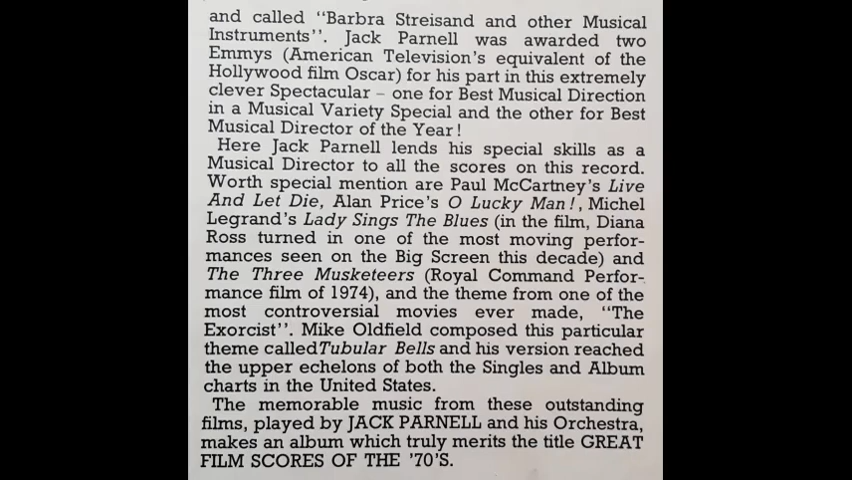 and called "Barbra Streisand and other Musical
Instruments". Jack Parnell was awarded two
Emmys (American Television's equivalent of the
Hollywood film Oscar) for his part in this extremely
clever Spectacular – one for Best Musical Direction
in a Musical Variety Special and the other for Best
Musical Director of the Year!
Here Jack Parnell lends his special skills as a
Musical Director to all the scores on this record.
Worth special mention are Paul McCartney's Live
And Let Die, Alan Price's O Lucky Man!, Michel
Legrand's Lady Sings The Blues (in the film, Diana
Ross turned in one of the most moving perfor-
mances seen on the Big Screen this decade) and
The Three Musketeers (Royal Command Perfor-
mance film of 1974), and the theme from one of the
most controversial movies ever made, "The
Exorcist". Mike Oldfield composed this particular
theme called Tubular Bells and his version reached
the upper echelons of both the Singles and Album
charts in the United States.
The memorable music from these outstanding
films, played by JACK PARNELL and his Orchestra,
makes an album which truly merits the title GREAT
FILM SCORES OF THE '70'S.